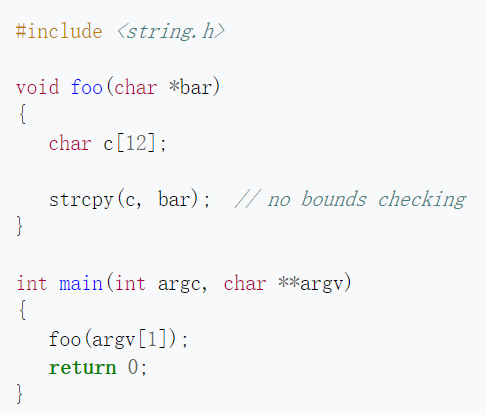 #include <string.h>
void foo(char *bar)
{
char c[12];
strcpy(c, bar);  // no bounds checking
}
int main(int argc, char **argv)
{
foo(argv[1]);
return 0;
}